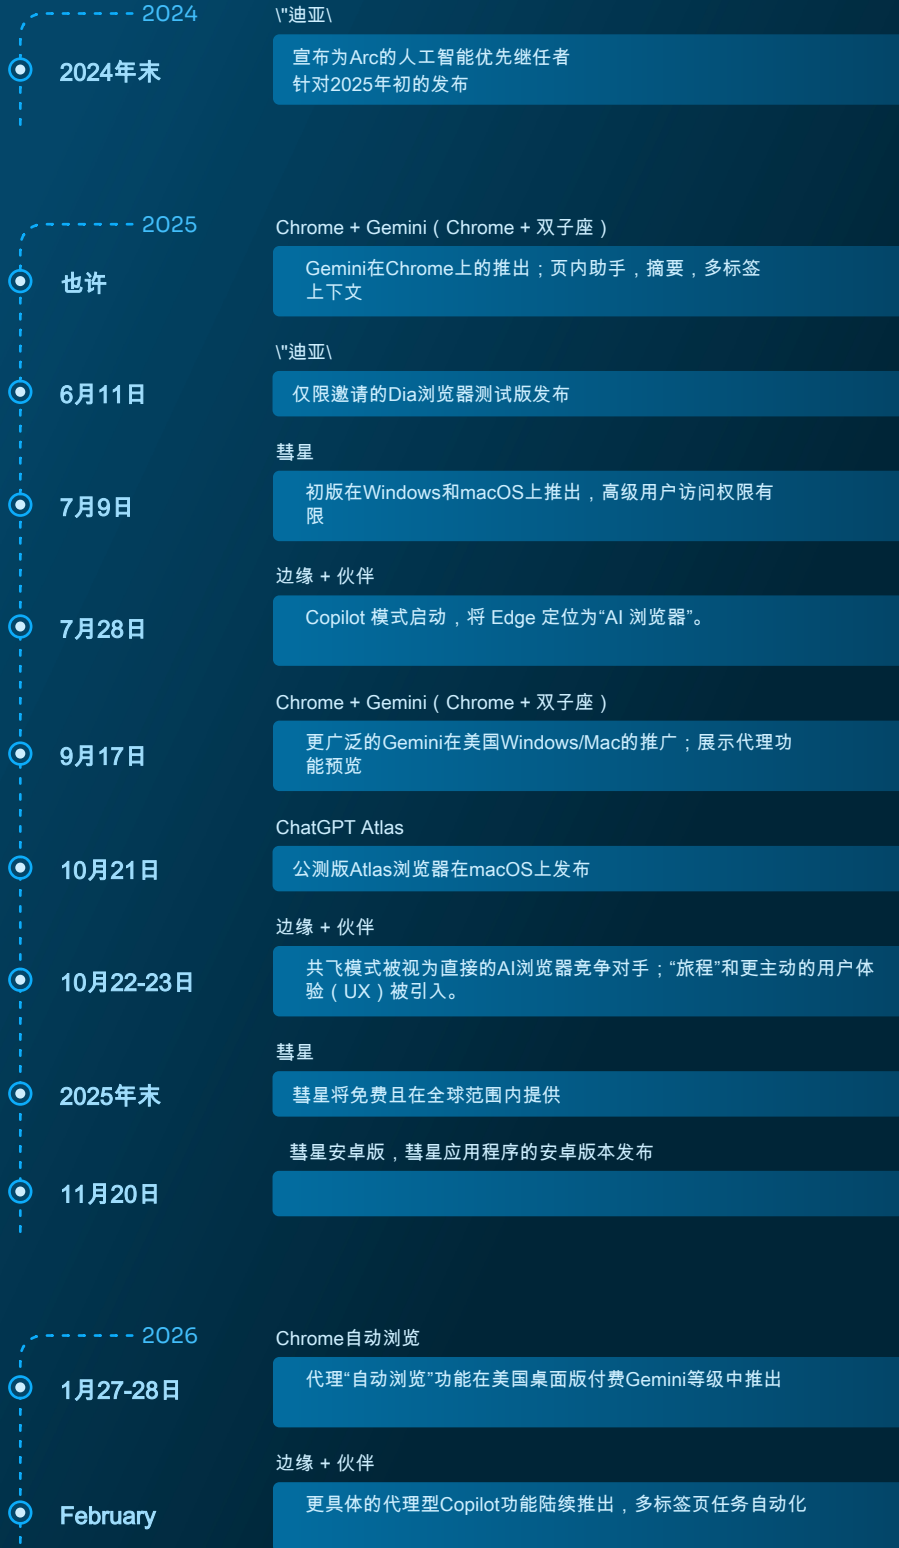 2024
\"迪亚\
2024年末
宣布为Arc的人工智能优先继任者
针对2025年初的发布
2025
Chrome + Gemini（Chrome + 双子座）
也许
Gemini在Chrome上的推出；页内助手，摘要，多标签
上下文
\"迪亚\
6月11日
仅限邀请的Dia浏览器测试版发布
彗星
7月9日
初版在Windows和macOS上推出，高级用户访问权限有
限
边缘 + 伙伴
7月28日
Copilot 模式启动，将 Edge 定位为“AI 浏览器”。
Chrome + Gemini（Chrome + 双子座）
9月17日
更广泛的Gemini在美国Windows/Mac的推广；展示代理功
能预览
ChatGPT Atlas
10月21日
公测版Atlas浏览器在macOS上发布
边缘 + 伙伴
10月22-23日
共飞模式被视为直接的AI浏览器竞争对手；“旅程”和更主动的用户体
验（UX）被引入。
彗星
2025年末
彗星将免费且在全球范围内提供
彗星安卓版，彗星应用程序的安卓版本发布
11月20日
2026
Chrome自动浏览
1月27-28日
代理“自动浏览”功能在美国桌面版付费Gemini等级中推出
边缘 + 伙伴
February
更具体的代理型Copilot功能陆续推出，多标签页任务自动化